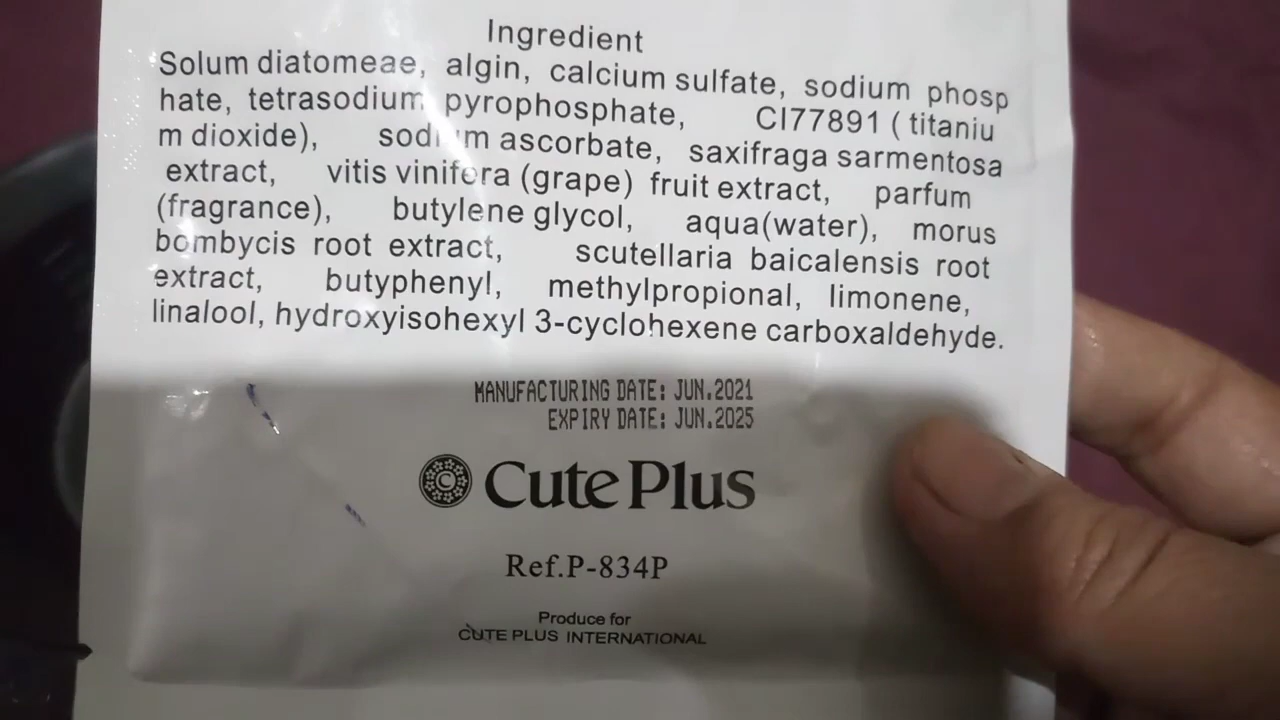 Ingredient
Solum diatomeae, algin, calcium sulfate, sodium phosp
hate, tetrasodium pyrophosphate, CI77891 ( titaniu
m dioxide), sodium ascorbate, saxifraga sarmentosa
extract, vitis vinifera (grape) fruit extract, parfum
(fragrance), butylene glycol, aqua(water), morus
bombycis root extract, scutellaria baicalensis root
extract, butyphenyl, methylpropional, limonene,
linalool, hydroxyisohexyl 3-cyclohexene carboxaldehyde.
MANUFACTURING DATE: JUN.2021
EXPIRY DATE: JUN.2025
C Cute Plus
Ref.P-834P
Produce for
CUTE PLUS INTERNATIONAL